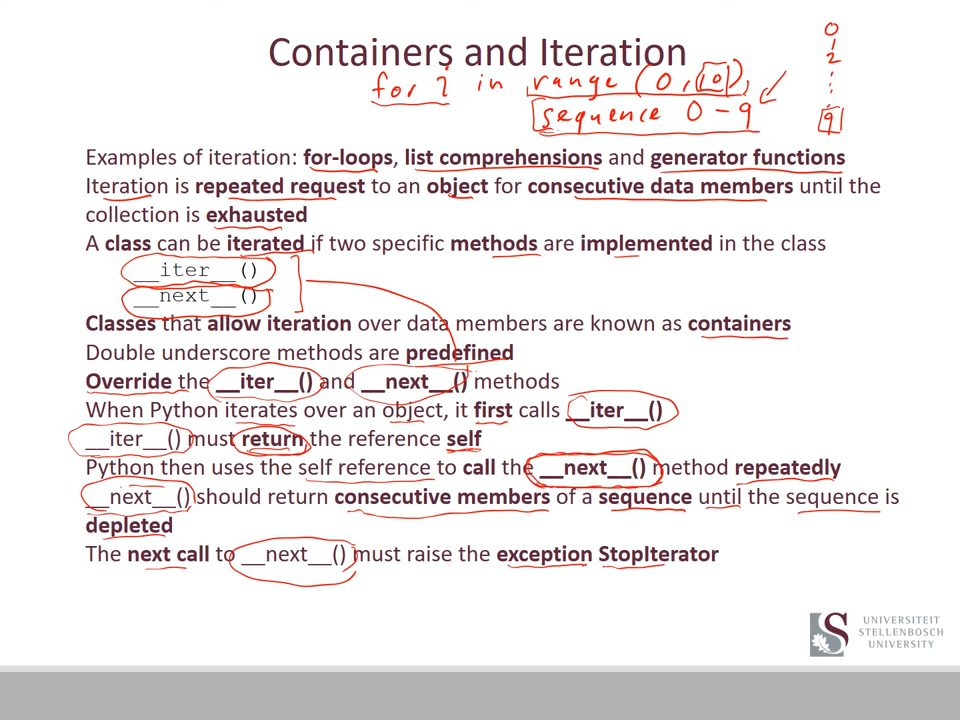 Containers and Iteration
for i in range (0, 10),
sequence 0 - 9
0
1
2
:
:
9
Examples of iteration: for-loops, list comprehensions and generator functions
Iteration is repeated request to an object for consecutive data members until the
collection is exhausted
A class can be iterated if two specific methods are implemented in the class
__iter__()
__next__()
Classes that allow iteration over data members are known as containers
Double underscore methods are predefined
Override the __iter__() and __next__() methods
When Python iterates over an object, it first calls __iter__()
__iter__() must return the reference self
Python then uses the self reference to call the __next__() method repeatedly
__next__() should return consecutive members of a sequence until the sequence is
depleted
The next call to __next__() must raise the exception StopIterator
UNIVERSITEIT
STELLENBOSCH
UNIVERSITY